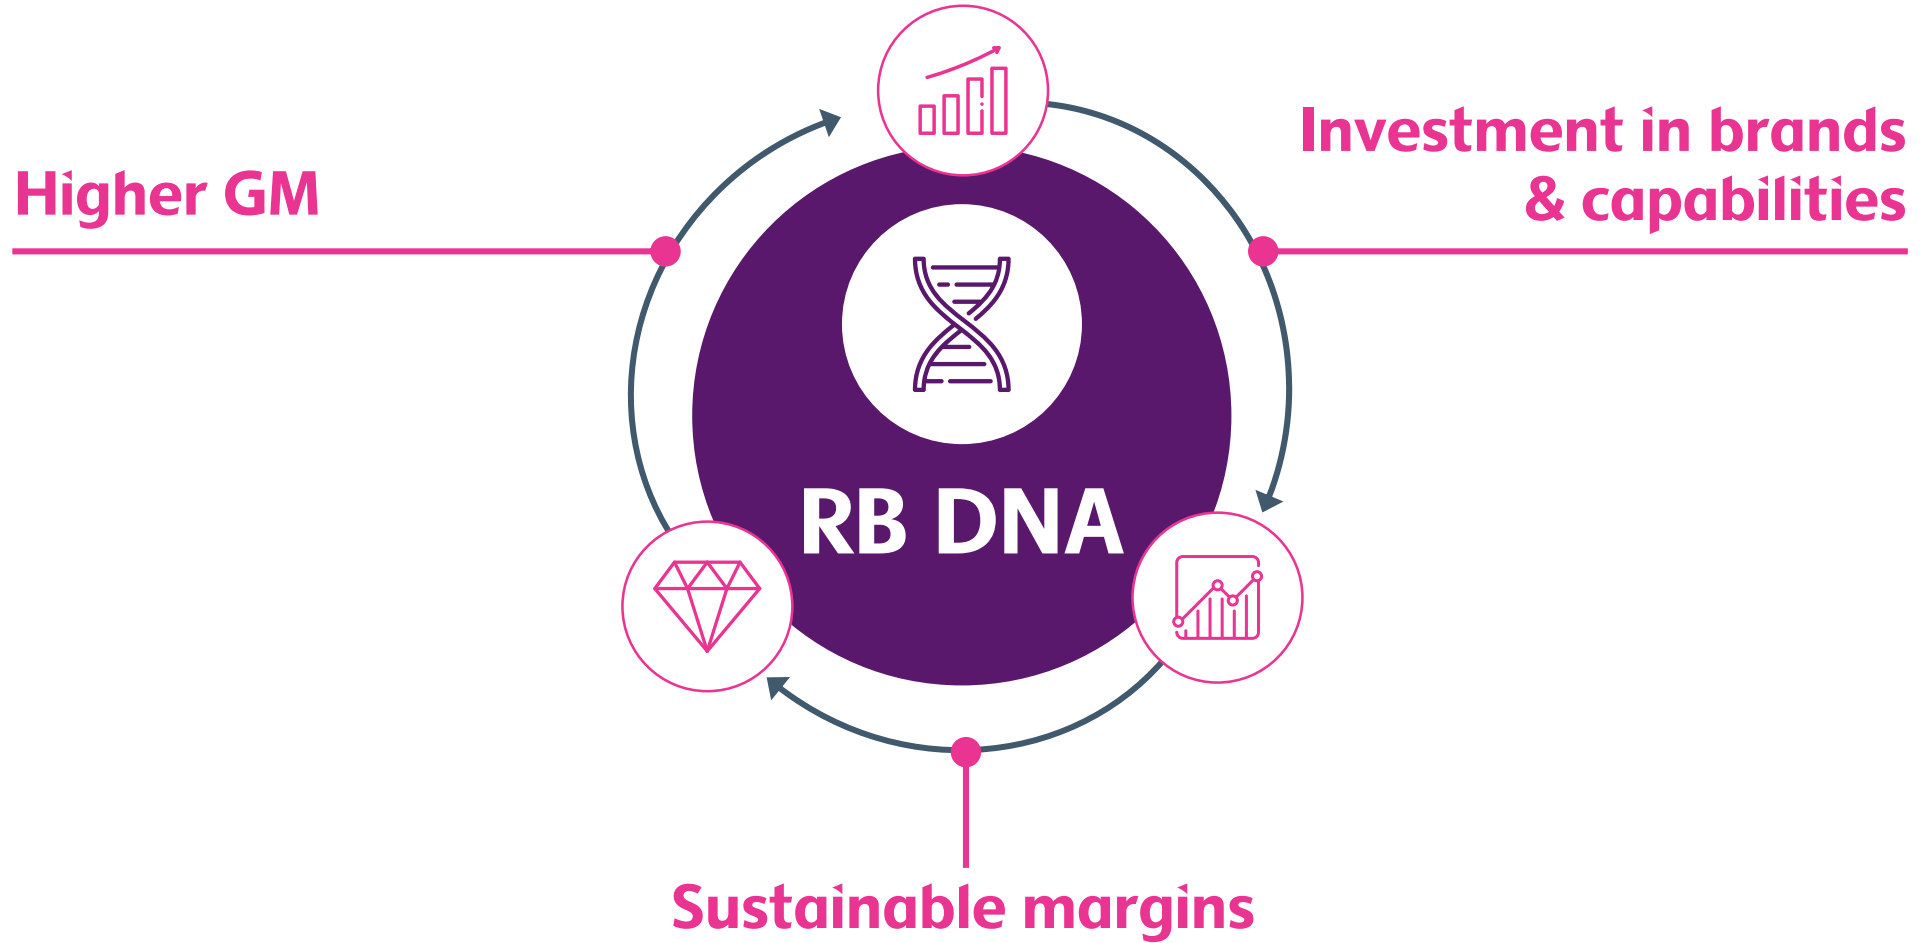 Higher GM
Investment in brands
& capabilities
RB DNA
Sustainable margins